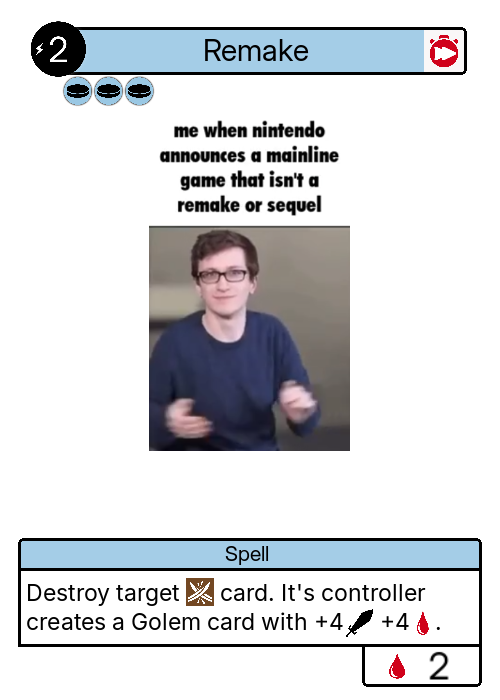 2
Remake
me when nintendo
announces a mainline
game that isn't a
remake or sequel
Spell
Destroy target card. It's controller
creates a Golem card with +4 +4 .
2